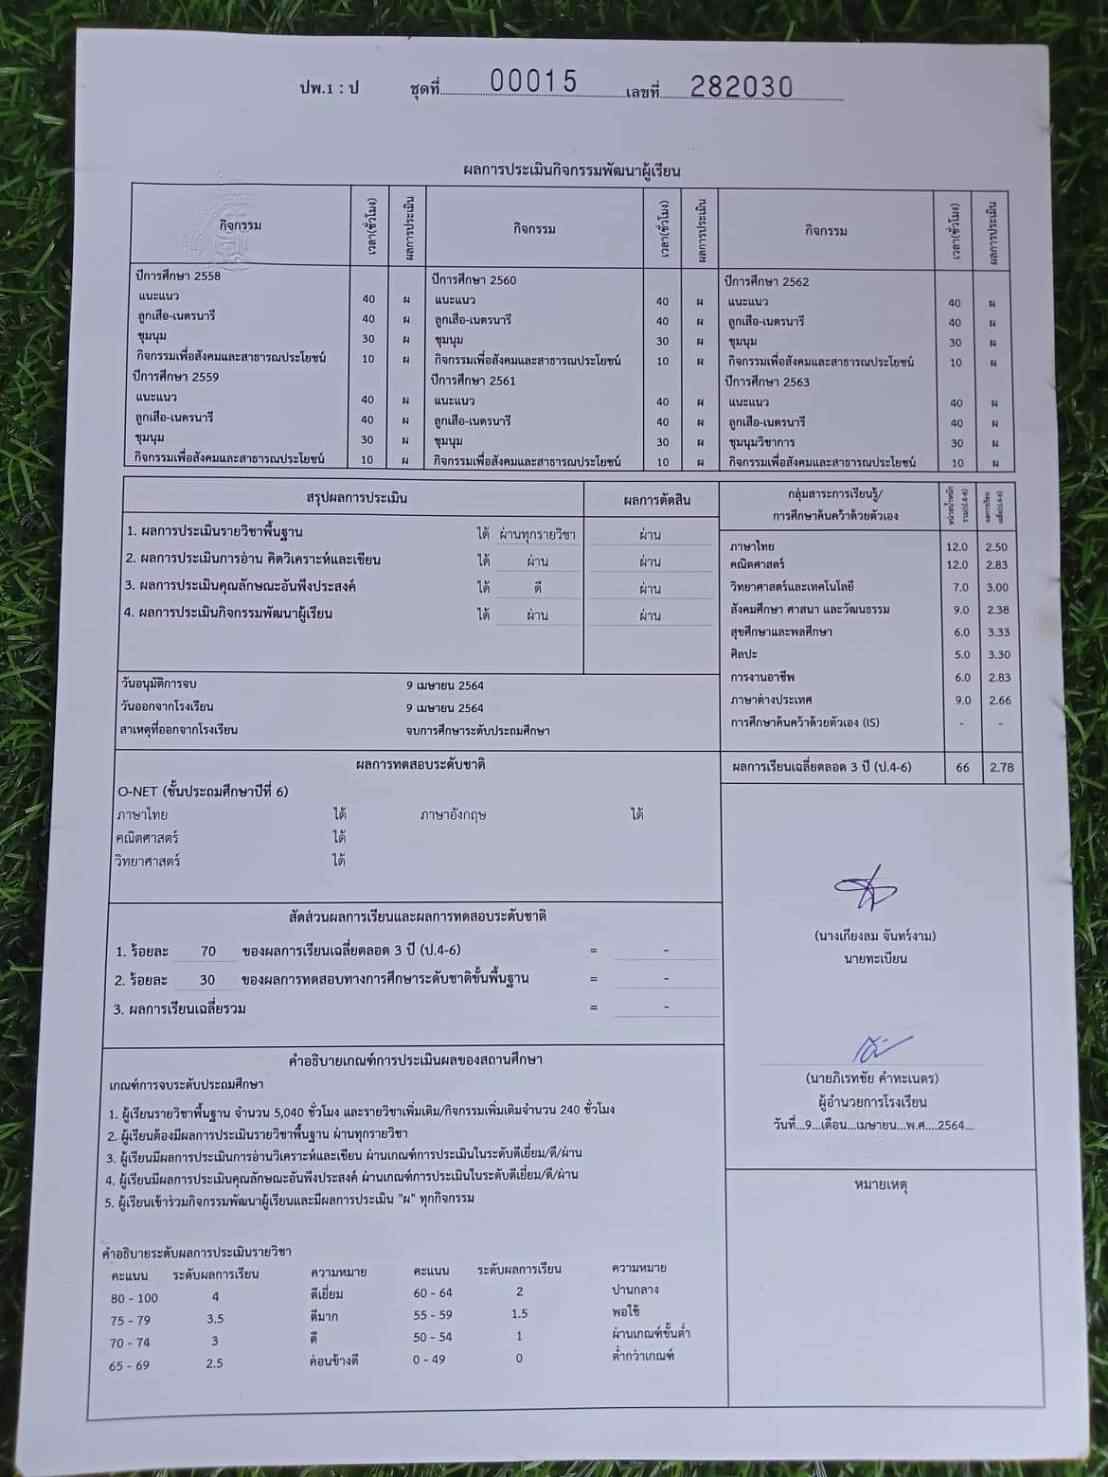 ปพ.1 : ป ชุดที่ 00015 เลขที่ 282030
ผลการประเมินกิจกรรมพัฒนาผู้เรียน
กิจกรรม เวลา(ชั่วโมง) ผลการประเมิน กิจกรรม เวลา(ชั่วโมง) ผลการประเมิน กิจกรรม เวลา(ชั่วโมง) ผลการประเมิน
ปีการศึกษา 2558 ปีการศึกษา 2560 ปีการศึกษา 2562
แนะแนว 40 ผ แนะแนว 40 ผ แนะแนว 40 ผ
ลูกเสือ-เนตรนารี 40 ผ ลูกเสือ-เนตรนารี 40 ผ ลูกเสือ-เนตรนารี 40 ผ
ชุมนุม 30 ผ ชุมนุม 30 ผ ชุมนุม 30 ผ
กิจกรรมเพื่อสังคมและสาธารณประโยชน์ 10 ผ กิจกรรมเพื่อสังคมและสาธารณประโยชน์ 10 ผ กิจกรรมเพื่อสังคมและสาธารณประโยชน์ 10 ผ
ปีการศึกษา 2559 ปีการศึกษา 2561 ปีการศึกษา 2563
แนะแนว 40 ผ แนะแนว 40 ผ แนะแนว 40 ผ
ลูกเสือ-เนตรนารี 40 ผ ลูกเสือ-เนตรนารี 40 ผ ลูกเสือ-เนตรนารี 40 ผ
ชุมนุม 30 ผ ชุมนุม 30 ผ ชุมนุมวิชาการ 30 ผ
กิจกรรมเพื่อสังคมและสาธารณประโยชน์ 10 ผ กิจกรรมเพื่อสังคมและสาธารณประโยชน์ 10 ผ กิจกรรมเพื่อสังคมและสาธารณประโยชน์ 10 ผ
สรุปผลการประเมิน ผลการตัดสิน
1. ผลการประเมินรายวิชาพื้นฐาน ได้ ผ่านทุกรายวิชา ผ่าน
2. ผลการประเมินการอ่าน คิดวิเคราะห์และเขียน ได้ ผ่าน ผ่าน
3. ผลการประเมินคุณลักษณะอันพึงประสงค์ ได้ ดี ผ่าน
4. ผลการประเมินกิจกรรมพัฒนาผู้เรียน ได้ ผ่าน ผ่าน
กลุ่มสาระการเรียนรู้/
การศึกษาค้นคว้าด้วยตัวเอง
ภาษาไทย 12.0 2.50
คณิตศาสตร์ 12.0 2.83
วิทยาศาสตร์และเทคโนโลยี 7.0 3.00
สังคมศึกษา ศาสนา และวัฒนธรรม 9.0 2.38
สุขศึกษาและพลศึกษา 6.0 3.33
ศิลปะ 5.0 3.30
การงานอาชีพ 6.0 2.83
ภาษาต่างประเทศ 9.0 2.66
การศึกษาค้นคว้าด้วยตัวเอง (IS) - -
ผลการเรียนเฉลี่ยตลอด 3 ปี (ป.4-6) 66 2.78
วันอนุมัติการจบ 9 เมษายน 2564
วันออกจากโรงเรียน 9 เมษายน 2564
สาเหตุที่ออกจากโรงเรียน จบการศึกษาระดับประถมศึกษา
ผลการทดสอบระดับชาติ
O-NET (ชั้นประถมศึกษาปีที่ 6)
ภาษาไทย ได้ ภาษาอังกฤษ ได้
คณิตศาสตร์ ได้
วิทยาศาสตร์ ได้
สัดส่วนผลการเรียนและผลการทดสอบระดับชาติ
1. ร้อยละ 70 ของผลการเรียนเฉลี่ยตลอด 3 ปี (ป.4-6) = -
2. ร้อยละ 30 ของผลการทดสอบทางการศึกษาระดับชาติขั้นพื้นฐาน = -
3. ผลการเรียนเฉลี่ยรวม = -
(นางเกียงลม จันทร์งาม)
นายทะเบียน
(นายภิเรทชัย คำทะเนตร)
ผู้อำนวยการโรงเรียน
วันที่...9...เดือน...เมษายน...พ.ศ....2564...
หมายเหตุ
คำอธิบายเกณฑ์การประเมินผลของสถานศึกษา
เกณฑ์การจบระดับประถมศึกษา
1. ผู้เรียนรายวิชาพื้นฐาน จำนวน 5,040 ชั่วโมง และรายวิชาเพิ่มเติม/กิจกรรมเพิ่มเติมจำนวน 240 ชั่วโมง
2. ผู้เรียนต้องมีผลการประเมินรายวิชาพื้นฐาน ผ่านทุกรายวิชา
3. ผู้เรียนมีผลการประเมินการอ่านวิเคราะห์และเขียน ผ่านเกณฑ์การประเมินในระดับดีเยี่ยม/ดี/ผ่าน
4. ผู้เรียนมีผลการประเมินคุณลักษณะอันพึงประสงค์ ผ่านเกณฑ์การประเมินในระดับดีเยี่ยม/ดี/ผ่าน
5. ผู้เรียนเข้าร่วมกิจกรรมพัฒนาผู้เรียนและมีผลการประเมิน "ผ" ทุกกิจกรรม
คำอธิบายระดับผลการประเมินรายวิชา
คะแนน ระดับผลการเรียน ความหมาย คะแนน ระดับผลการเรียน ความหมาย
80 - 100 4 ดีเยี่ยม 60 - 64 2 ปานกลาง
75 - 79 3.5 ดีมาก 55 - 59 1.5 พอใช้
70 - 74 3 ดี 50 - 54 1 ผ่านเกณฑ์ขั้นต่ำ
65 - 69 2.5 ค่อนข้างดี 0 - 49 0 ต่ำกว่าเกณฑ์